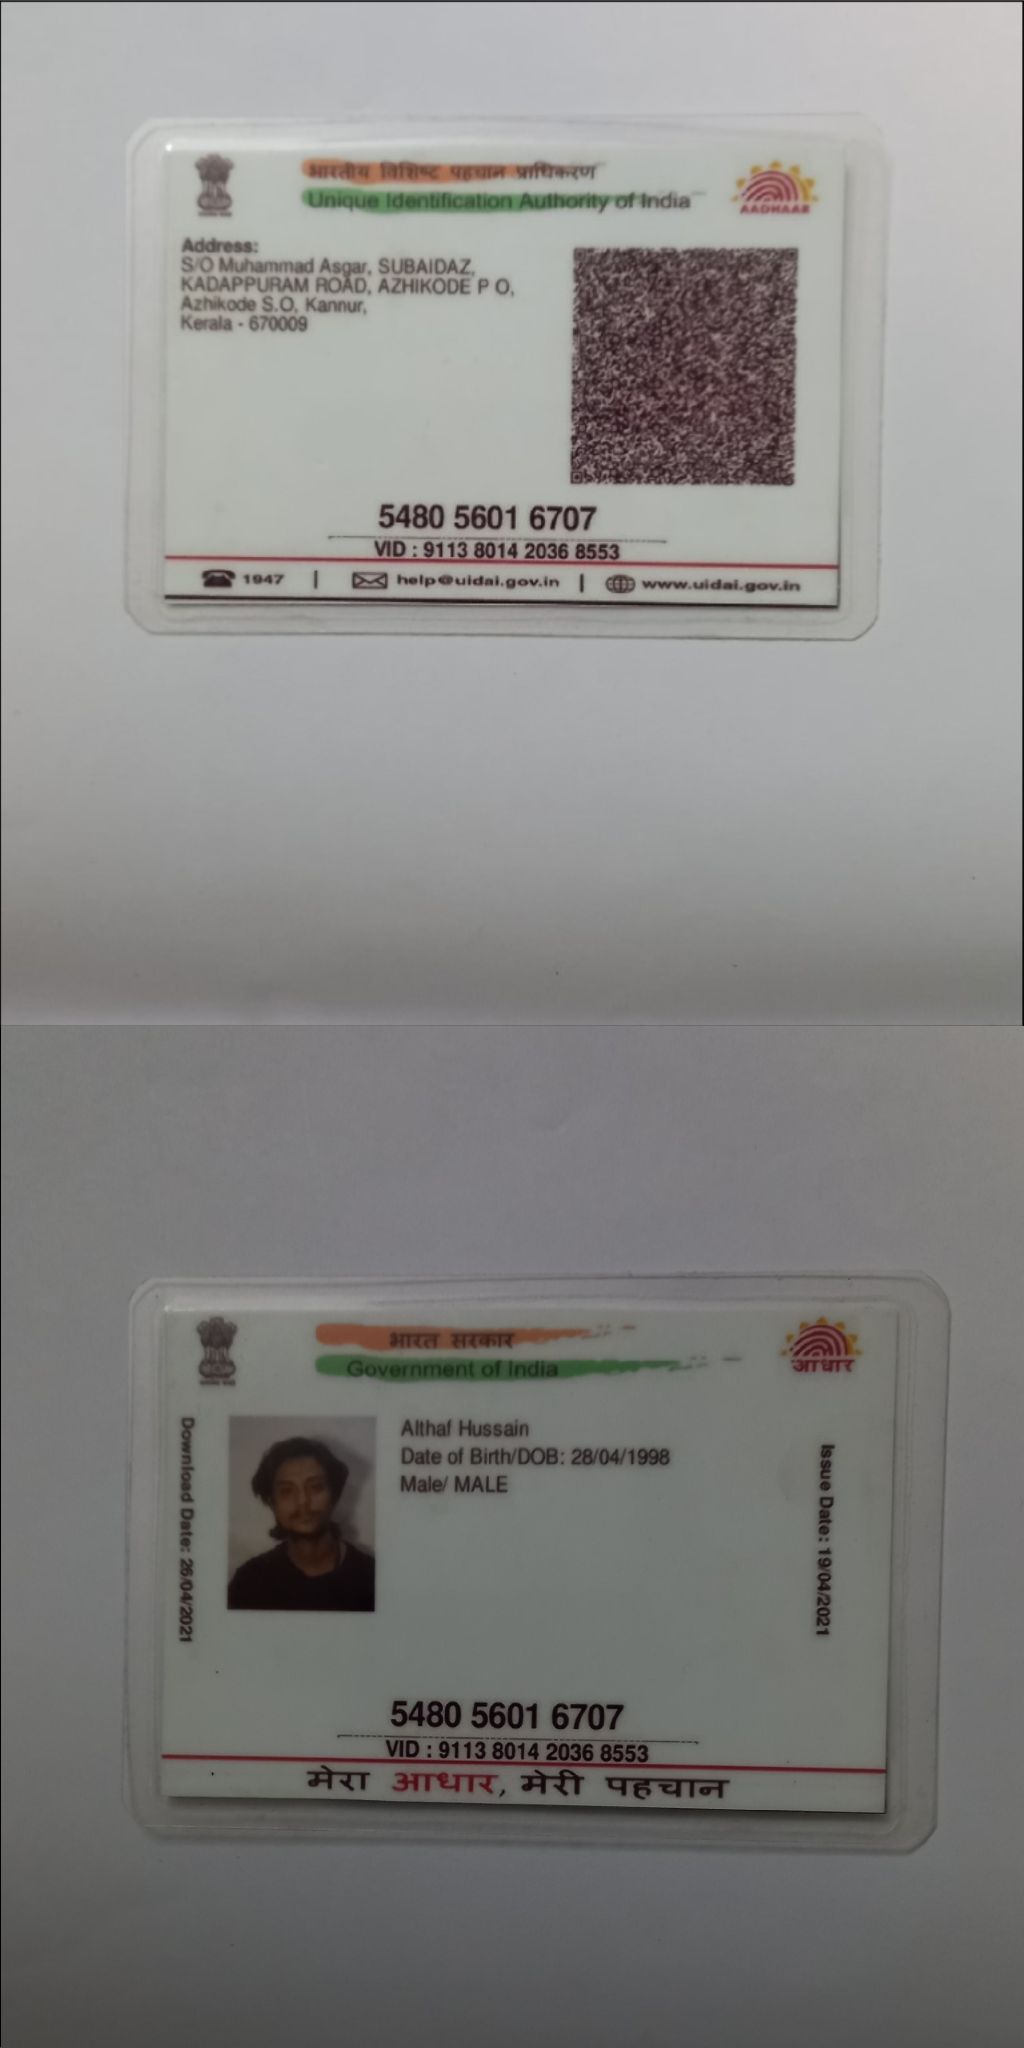 भारतीय विशिष्ट पहचान प्राधिकरण
Unique Identification Authority of India
AADHAAR
Address:
S/O Muhammad Asgar, SUBAIDAZ,
KADAPPURAM ROAD, AZHIKODE P O,
Azhikode S.O, Kannur,
Kerala - 670009
5480 5601 6707
VID : 9113 8014 2036 8553
1947 | help@uidai.gov.in | www.uidai.gov.in
भारत सरकार
Government of India
आधार
Download Date: 26/04/2021
Althaf Hussain
Date of Birth/DOB: 28/04/1998
Male/ MALE
Issue Date: 19/04/2021
5480 5601 6707
VID : 9113 8014 2036 8553
मेरा आधार, मेरी पहचान